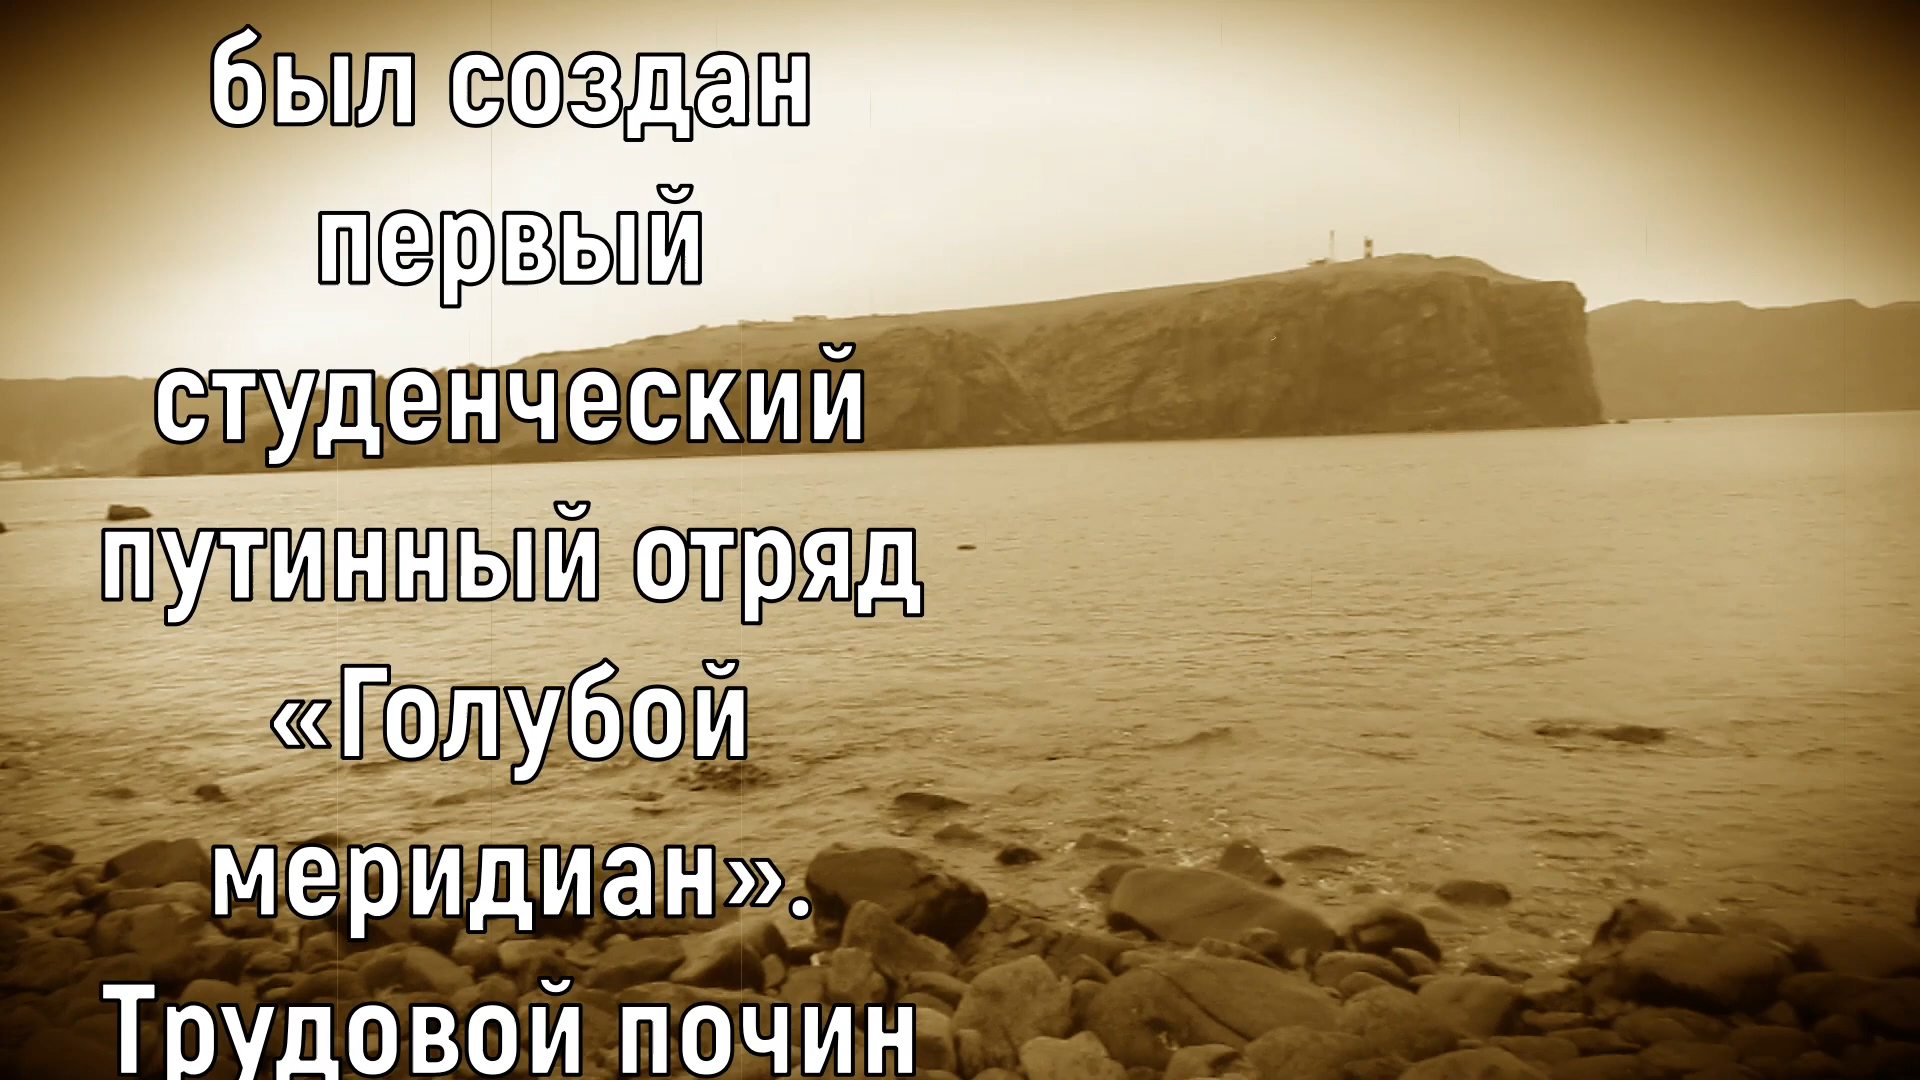 был создан
первый
студенческий
путинный отряд
«Голубой
меридиан».
Трудовой почин